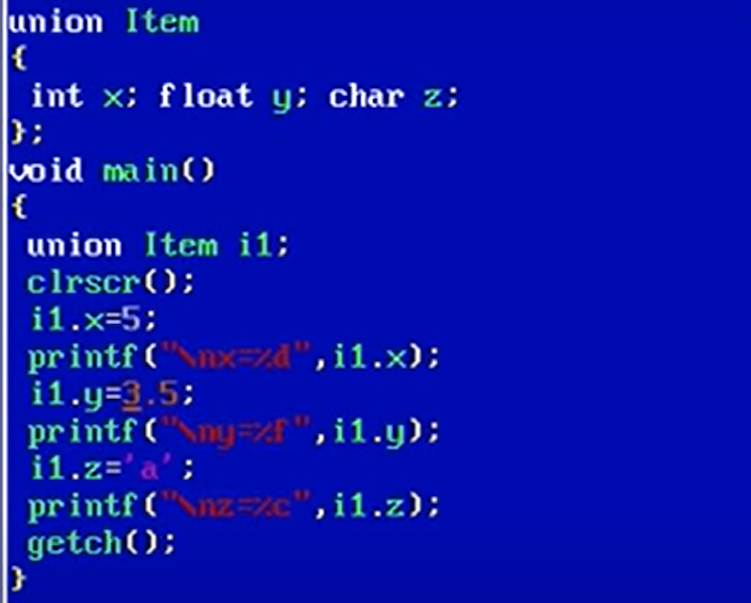 union Item
{
int x; float y; char z;
};
void main()
{
union Item i1;
clrscr();
i1.x=5;
printf("\nx=%d",i1.x);
i1.y=3.5;
printf("\ny=%f",i1.y);
i1.z='a';
printf("\nz=%c",i1.z);
getch();
}